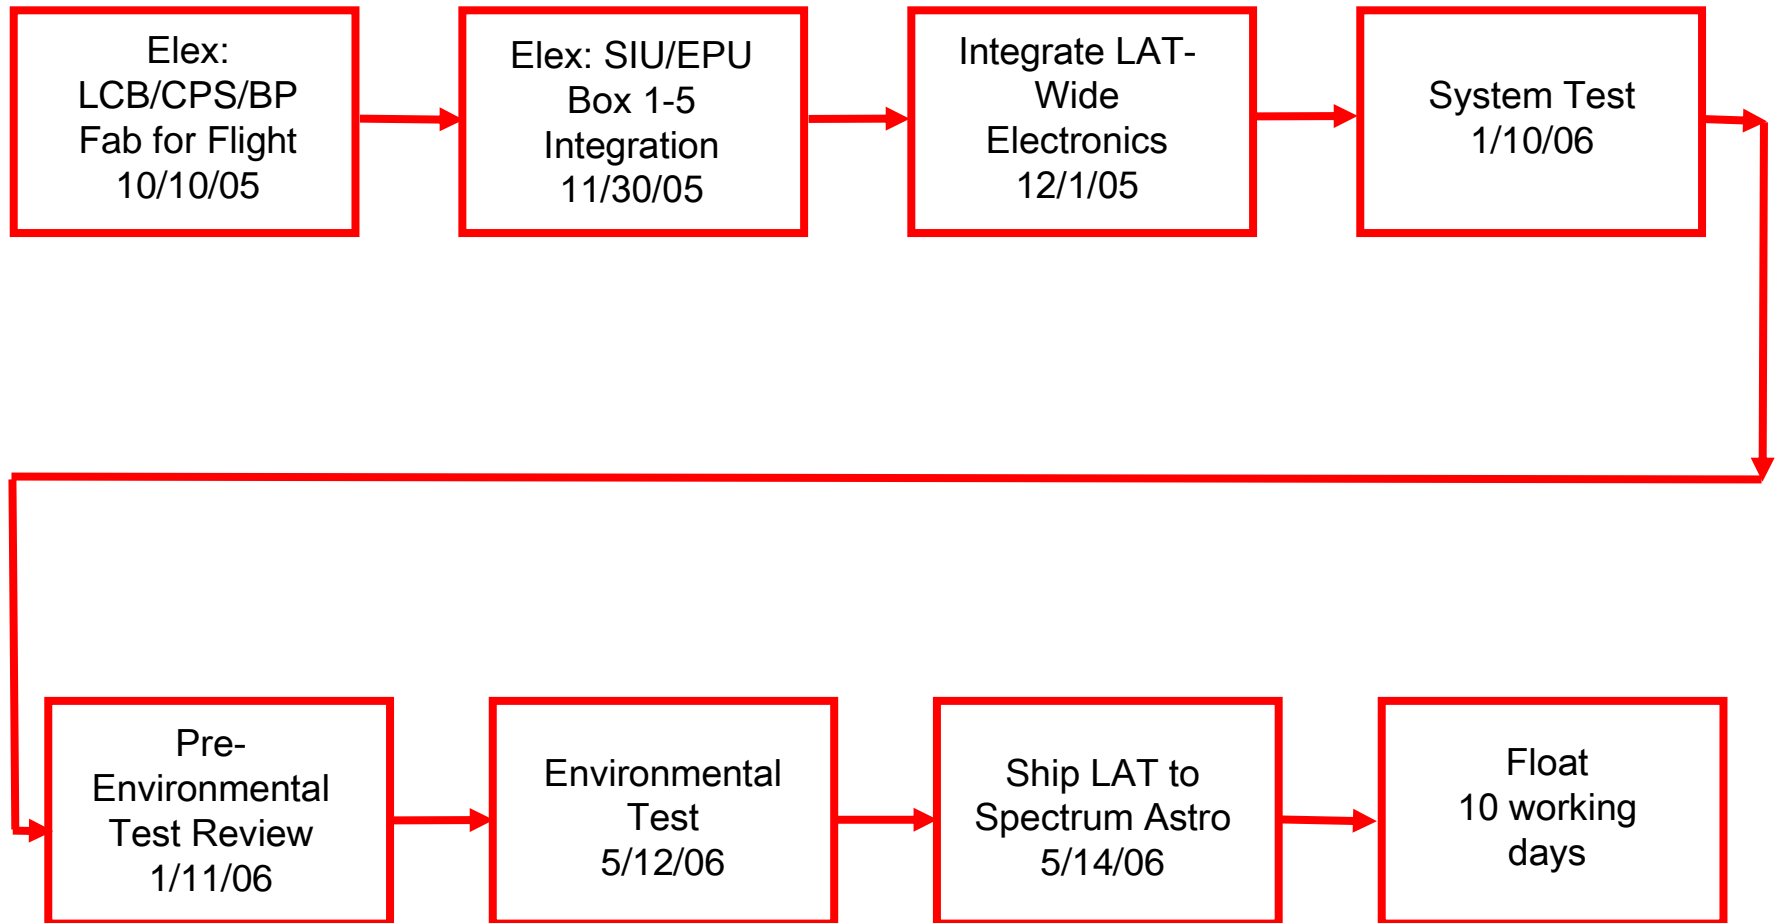 Elex:
LCB/CPS/BP
Fab for Flight
10/10/05
Elex: SIU/EPU
Box 1-5
Integration
11/30/05
Integrate LAT-
Wide
Electronics
12/1/05
System Test
1/10/06
Pre-
Environmental
Test Review
1/11/06
Environmental
Test
5/12/06
Ship LAT to
Spectrum Astro
5/14/06
Float
10 working
days